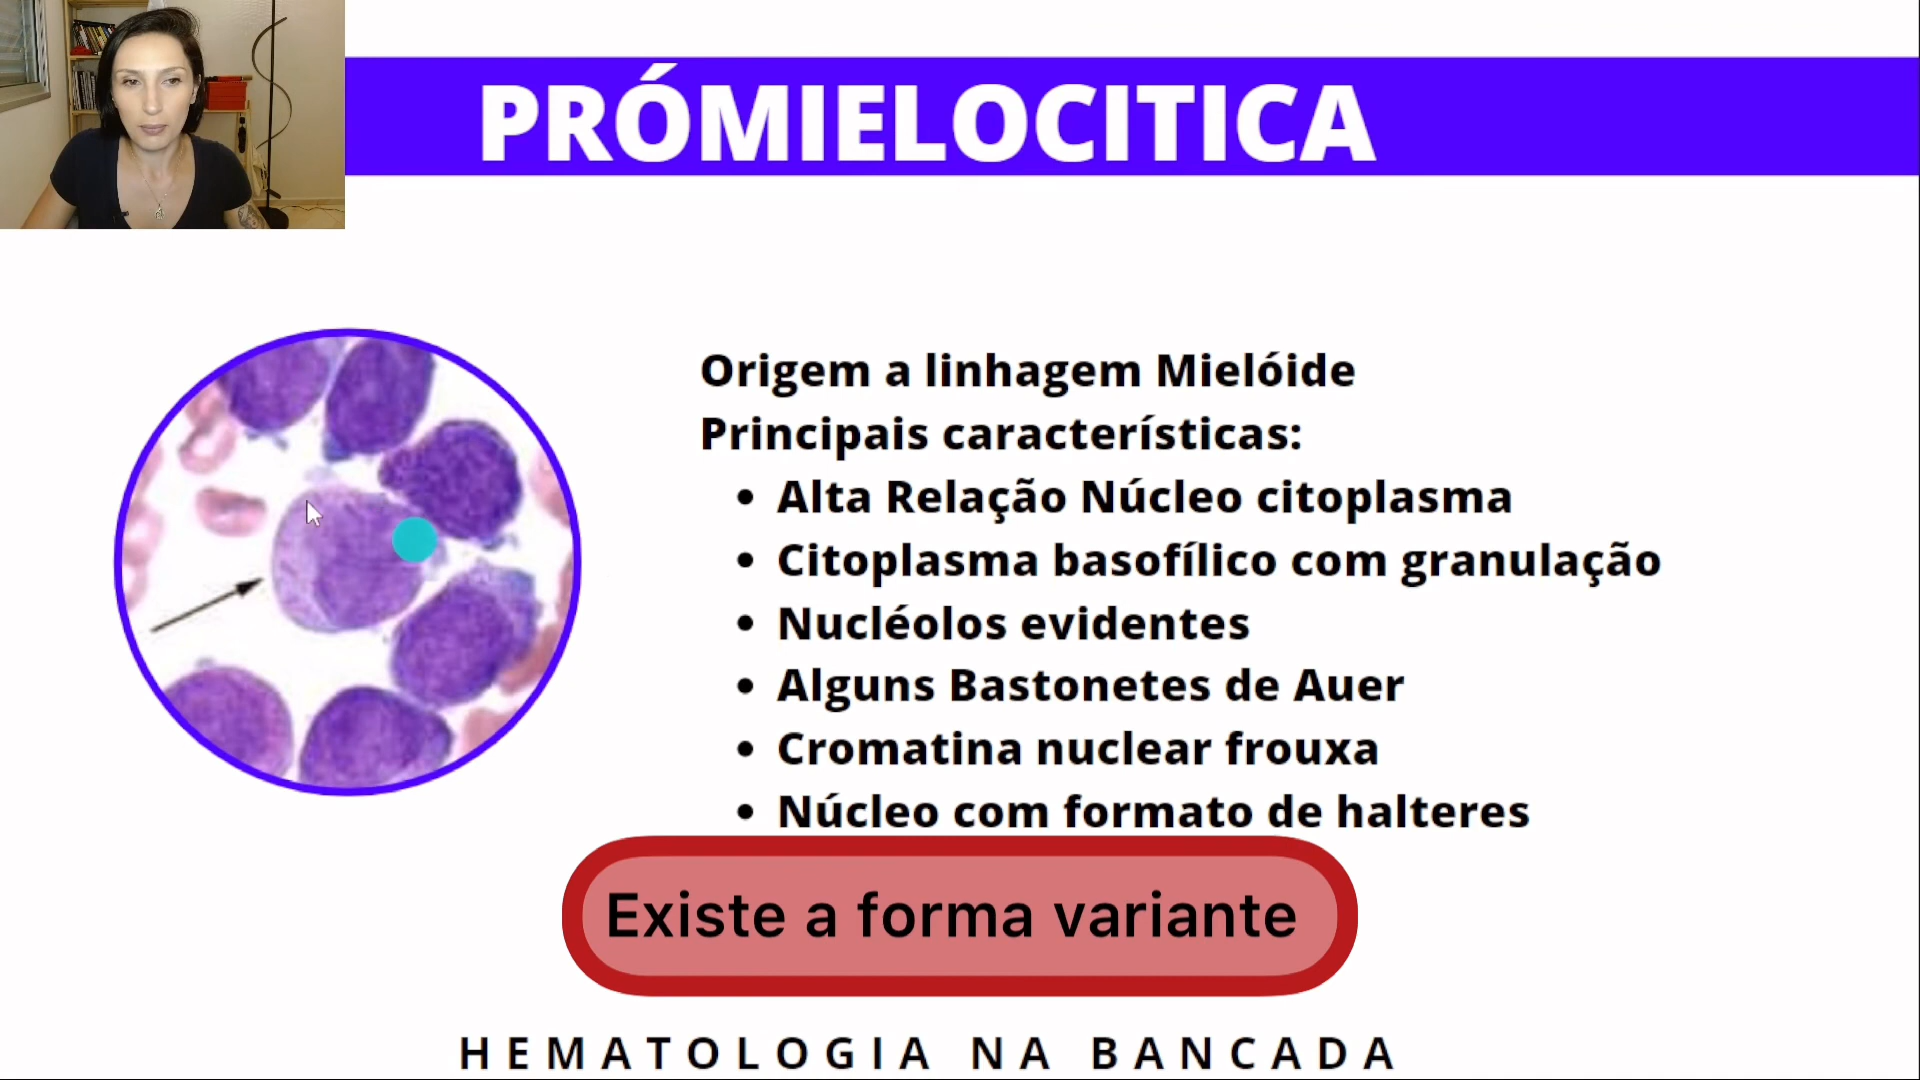 PRÓMIELOCITICA
Origem a linhagem Mielóide
Principais características:
• Alta Relação Núcleo citoplasma
• Citoplasma basofílico com granulação
• Nucléolos evidentes
• Alguns Bastonetes de Auer
• Cromatina nuclear frouxa
• Núcleo com formato de halteres
Existe a forma variante
HEMATOLOGIA NA BANCADA